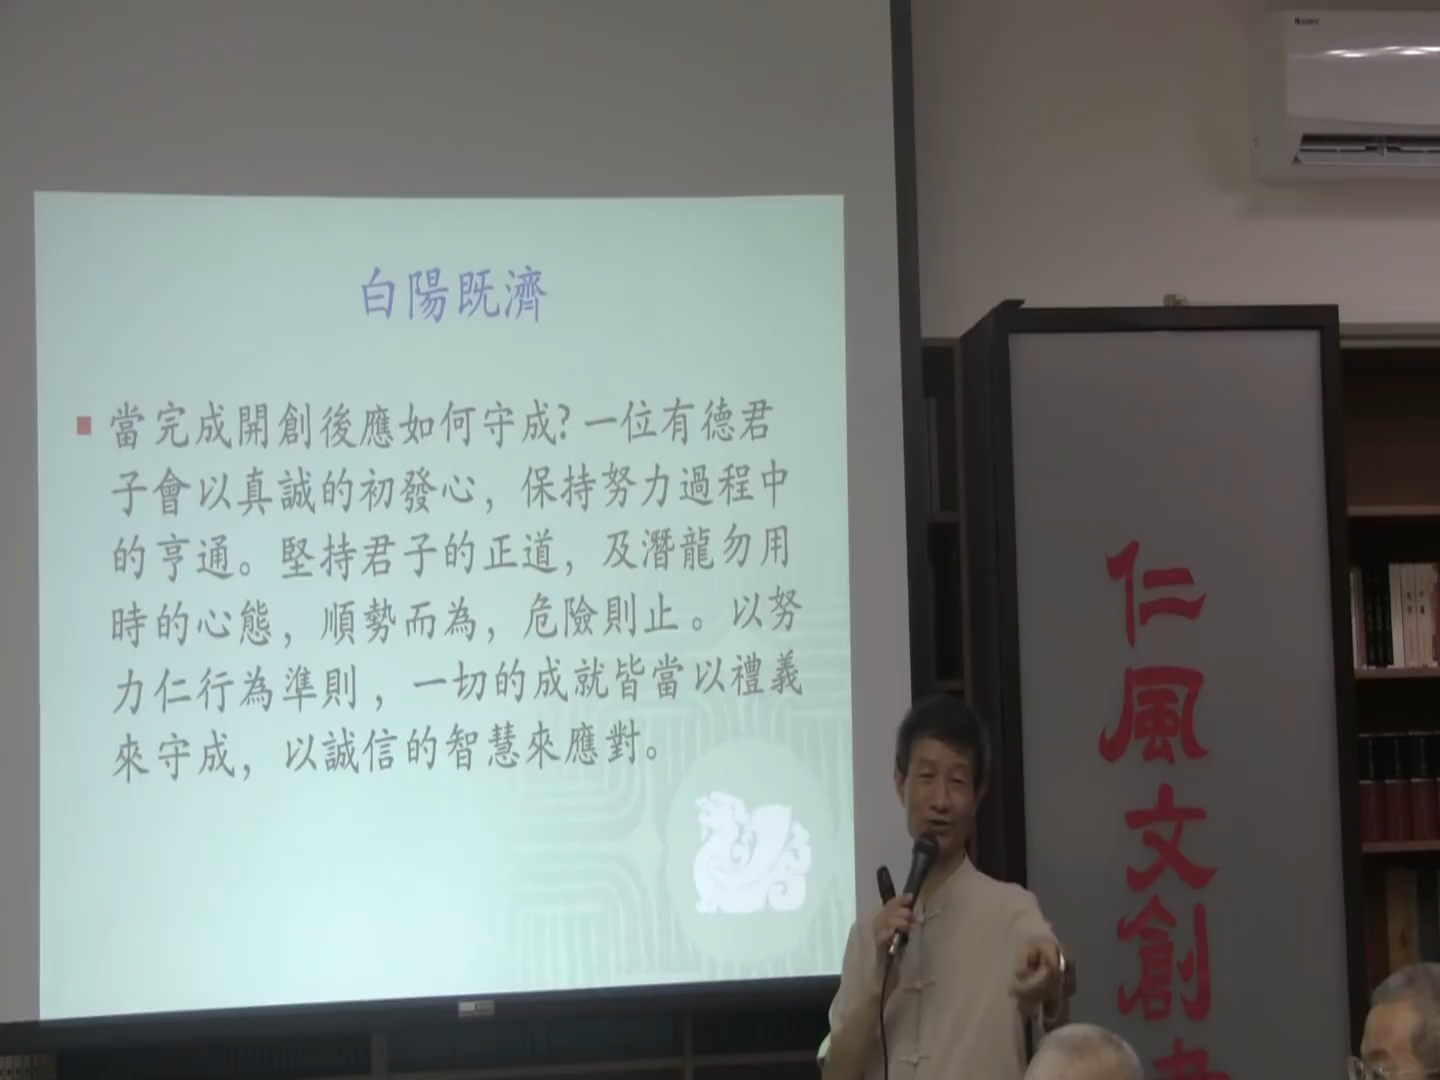 白陽既濟
當完成開創後應如何守成?一位有德君
子會以真誠的初發心，保持努力過程中
的亨通。堅持君子的正道，及潛龍勿用
時的心態，順勢而為，危險則止。以努
力仁行為準則，一切的成就皆當以禮義
來守成，以誠信的智慧來應對。
仁風文創